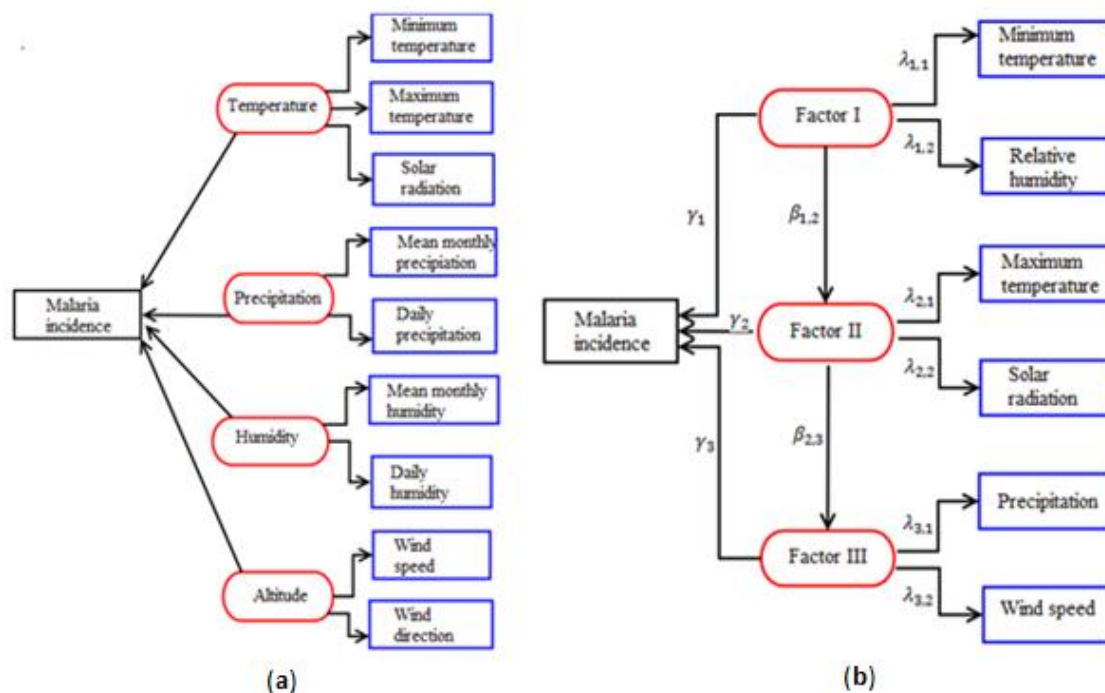 Minimum
temperature
Temperature
Maximum
temperature
Solar
radiation
Mean monthly
precipiation
Precipitation
Daily
precipitation
Malaria
incidence
Mean monthly
humidity
Humidity
Daily
humidity
Wind
speed
Altitude
Wind
direction
(a)
Minimum
temperature
λ1,1
Factor I
λ1,2
Relative
humidity
γ1
β1,2
Maximum
temperature
λ2,1
Malaria
incidence
γ2
Factor II
λ2,2
Solar
radiation
γ3
β2,3
Precipitation
λ3,1
Factor III
λ3,2
Wind speed
(b)